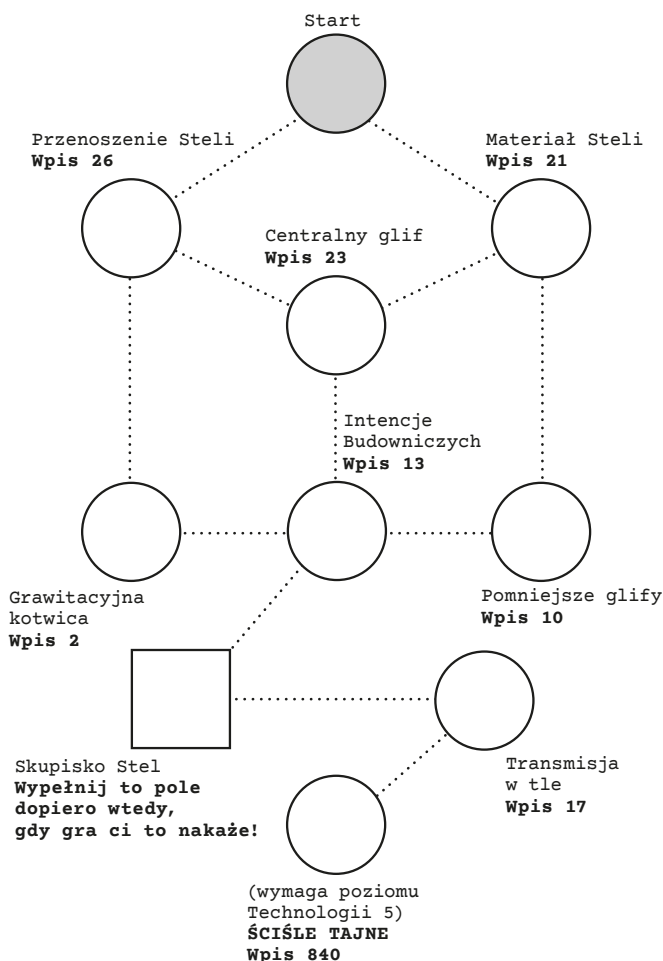 Start
Przenoszenie Steli
Wpis 26
Materiał Steli
Wpis 21
Centralny glif
Wpis 23
Intencje
Budowniczych
Wpis 13
Grawitacyjna
kotwica
Wpis 2
Pomniejsze glify
Wpis 10
Skupisko Stel
Wypełnij to pole
dopiero wtedy,
gdy gra ci to nakaże!
Transmisja
w tle
Wpis 17
(wymaga poziomu
Technologii 5)
ŚCIŚLE TAJNE
Wpis 840